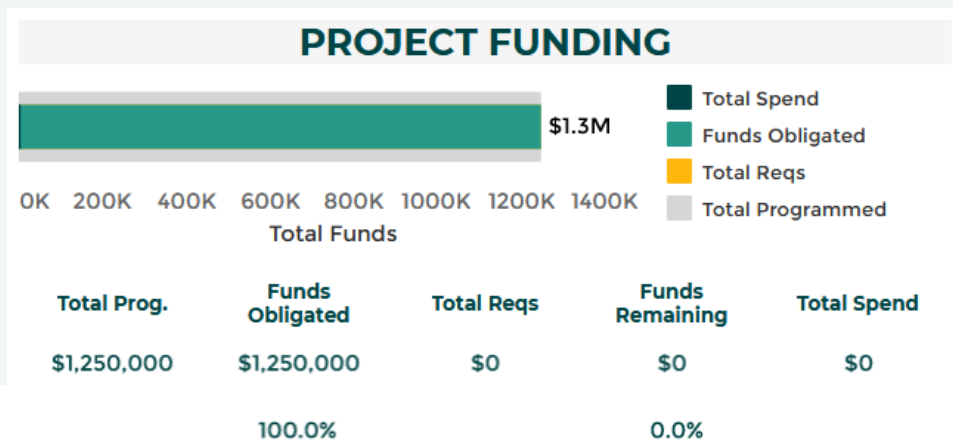 PROJECT FUNDING
$1.3M
Total Spend
Funds Obligated
Total Reqs
Total Programmed
0K 200K 400K 600K 800K 1000K 1200K 1400K
Total Funds
Total Prog. Funds Obligated Total Reqs Funds Remaining Total Spend
$1,250,000 $1,250,000 $0 $0 $0
100.0% 0.0%